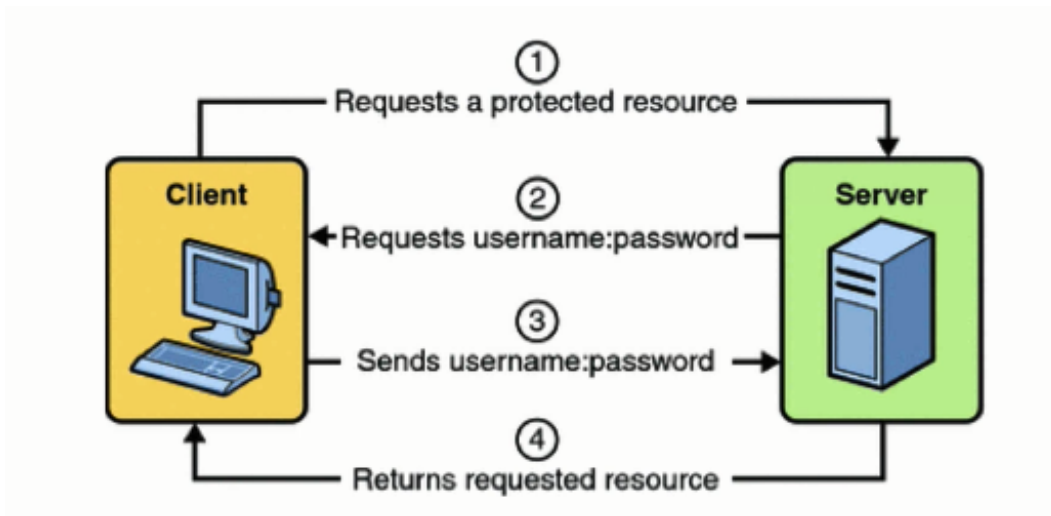 ①
Requests a protected resource
Client
Server
②
Requests username:password
③
Sends username:password
④
Returns requested resource